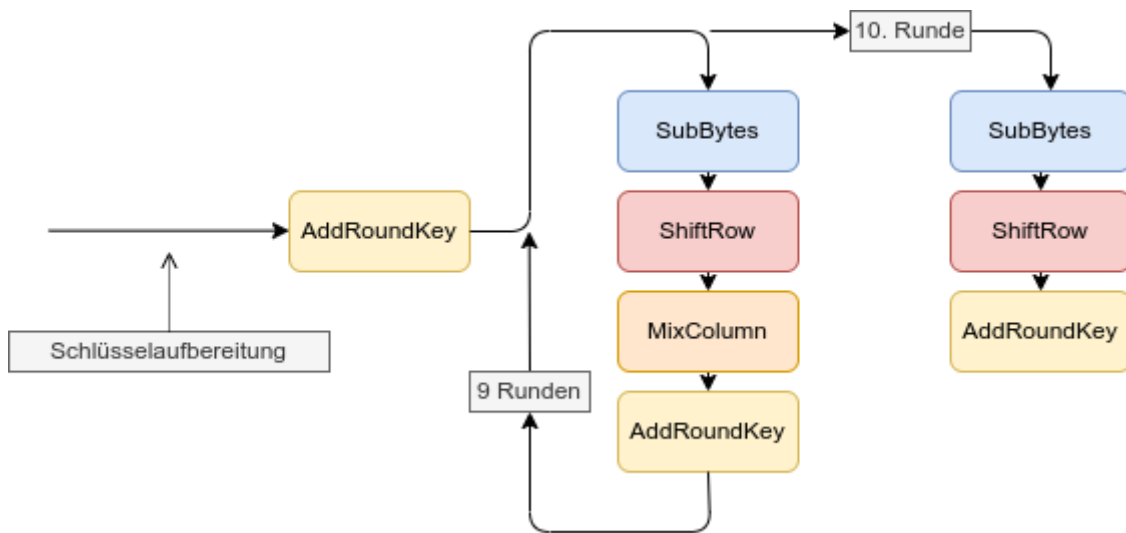 10. Runde
SubBytes
SubBytes
AddRoundKey
ShiftRow
ShiftRow
Schlüsselaufbereitung
MixColumn
AddRoundKey
9 Runden
AddRoundKey